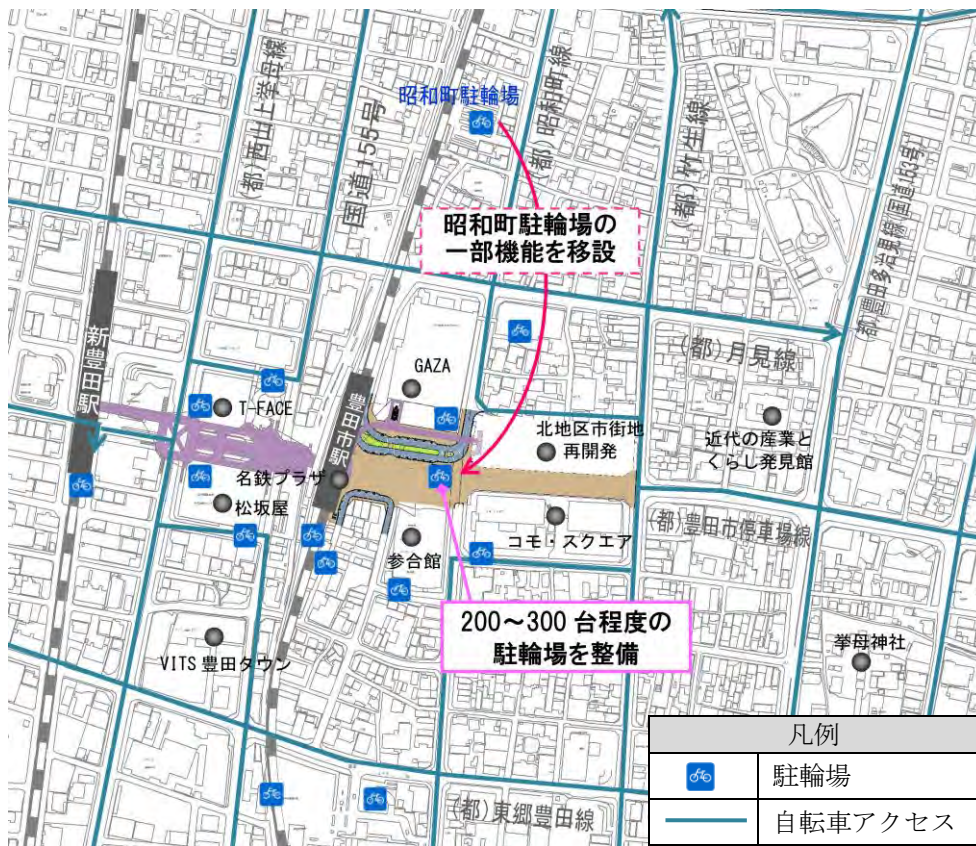 昭和町駐輪場
(都)西山上挙母線
国道155号
(都)昭和町線
(都)竹生線
(都)豊田多治見線(国道153号)
昭和町駐輪場の
一部機能を移設
新豊田駅
GAZA
(都)月見線
T-FACE
豊田市駅
北地区市街地
再開発
近代の産業と
くらし発見館
名鉄プラザ
松坂屋
コモ・スクエア
(都)豊田市停車場線
参合館
200~300台程度の
駐輪場を整備
VITS豊田タウン
挙母神社
(都)東郷豊田線
凡例
駐輪場
自転車アクセス